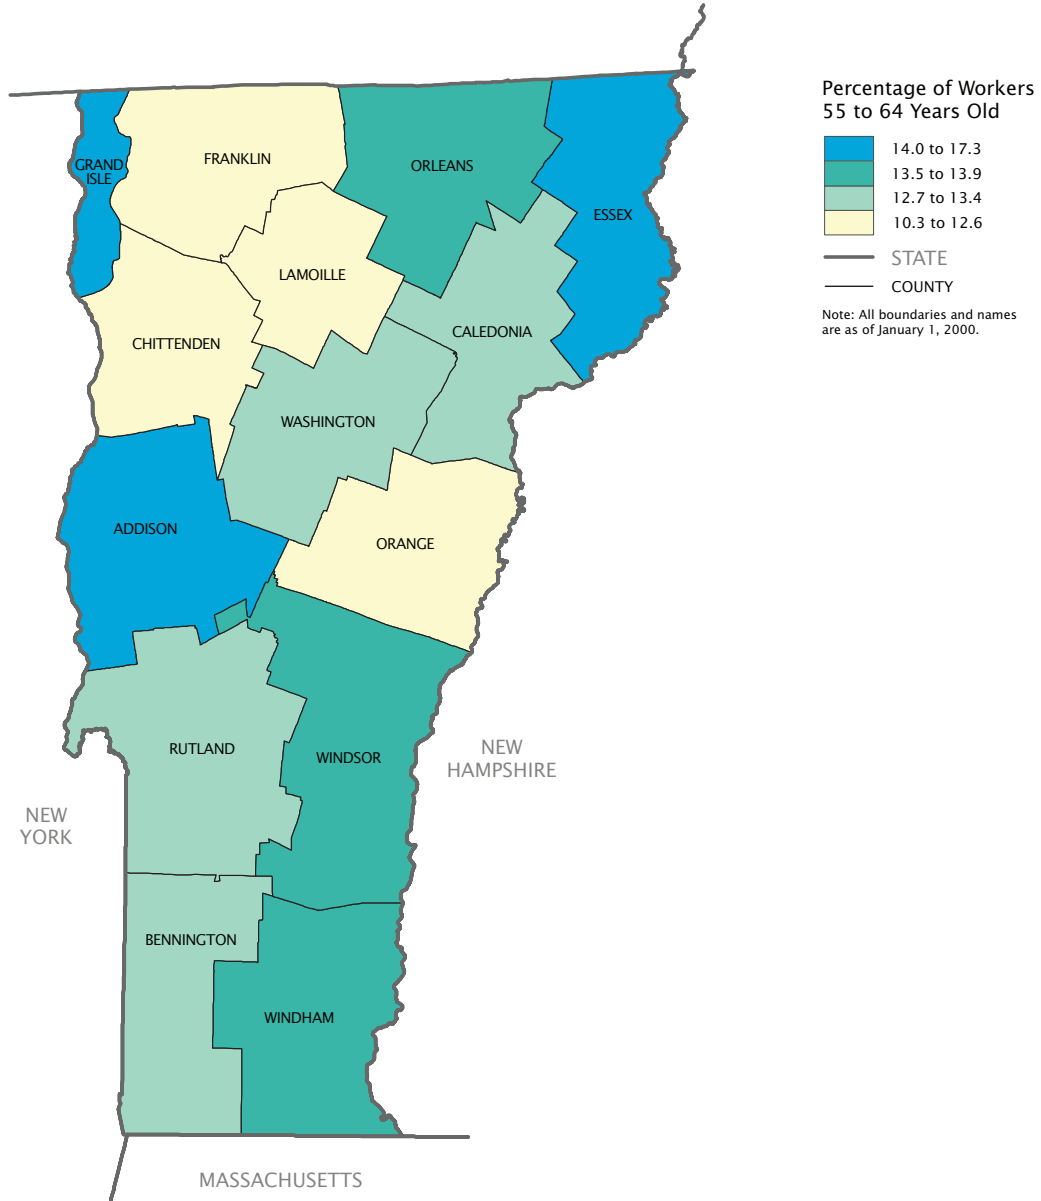 Percentage of Workers
55 to 64 Years Old
14.0 to 17.3
13.5 to 13.9
12.7 to 13.4
10.3 to 12.6
STATE
COUNTY
Note: All boundaries and names
are as of January 1, 2000.
GRAND
ISLE
FRANKLIN
ORLEANS
ESSEX
LAMOILLE
CHITTENDEN
CALEDONIA
WASHINGTON
ADDISON
ORANGE
RUTLAND
WINDSOR
NEW
HAMPSHIRE
NEW
YORK
BENNINGTON
WINDHAM
MASSACHUSETTS